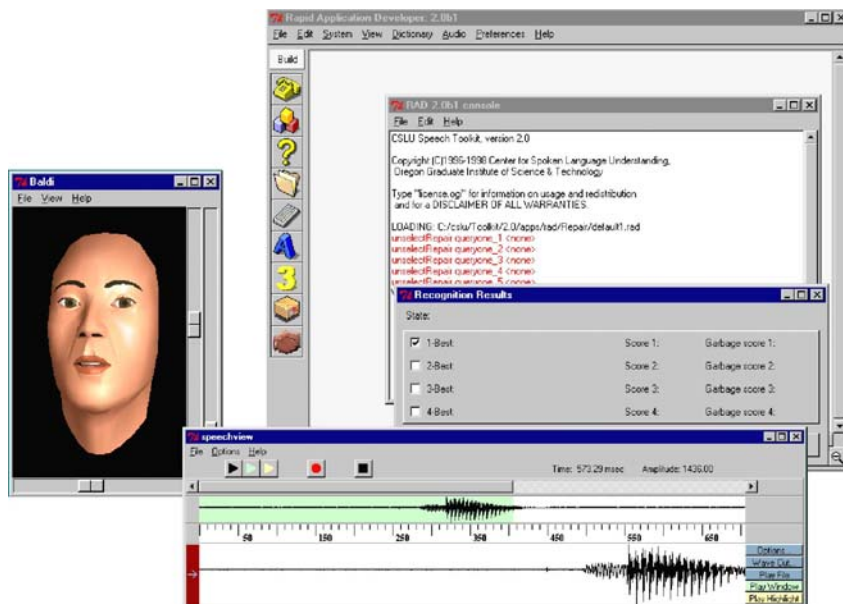 Rapid Application Developer: 2.0b1
File Edit System View Dictionary Audio Preferences Help
Build
RAD 2.0b1 console
File Edit Help
CSLU Speech Toolkit, version 2.0
Copyright (C)1996-1998 Center for Spoken Language Understanding,
Oregon Graduate Institute of Science & Technology
Type "license.ogi" for information on usage and redistribution
and for a DISCLAIMER OF ALL WARRANTIES.
LOADING: C:/cslu/Toolkit/2.0/apps/rad/Repair/default1.rad
unselectRepair queryone_1 <none>
unselectRepair queryone_2 <none>
unselectRepair queryone_3 <none>
unselectRepair queryone_4 <none>
unselectRepair queryone_5 <none>
Baldi
File View Help
Recognition Results
State:
1-Best: Score 1: Garbage score 1:
2-Best: Score 2: Garbage score 2:
3-Best: Score 3: Garbage score 3:
4-Best: Score 4: Garbage score 4:
speechview
File Options Help
Time: 573.29 msec Amplitude: 1436.00
50 150 250 350 450 550 650
Options...
Wave Cut...
Play File
Play Window
Play Highlight